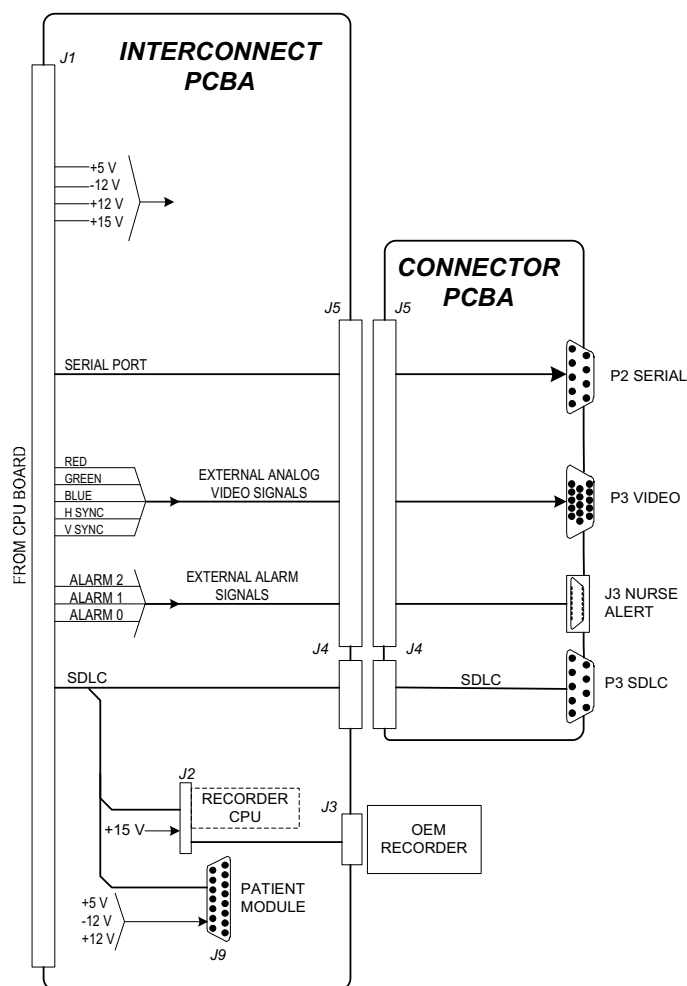 INTERCONNECT
PCBA
J1
+5 V
-12 V
+12 V
+15 V
CONNECTOR
PCBA
J5
J5
SERIAL PORT
P2 SERIAL
RED
GREEN
BLUE
H SYNC
V SYNC
EXTERNAL ANALOG
VIDEO SIGNALS
P3 VIDEO
FROM CPU BOARD
ALARM 2
ALARM 1
ALARM 0
EXTERNAL ALARM
SIGNALS
J3 NURSE
ALERT
J4
J4
SDLC
SDLC
P3 SDLC
J2
RECORDER
CPU
+15 V
J3
OEM
RECORDER
PATIENT
MODULE
+5 V
-12 V
+12 V
J9